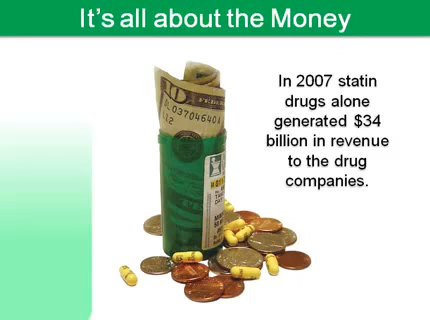 It's all about the Money
In 2007 statin
drugs alone
generated $34
billion in revenue
to the drug
companies.
10